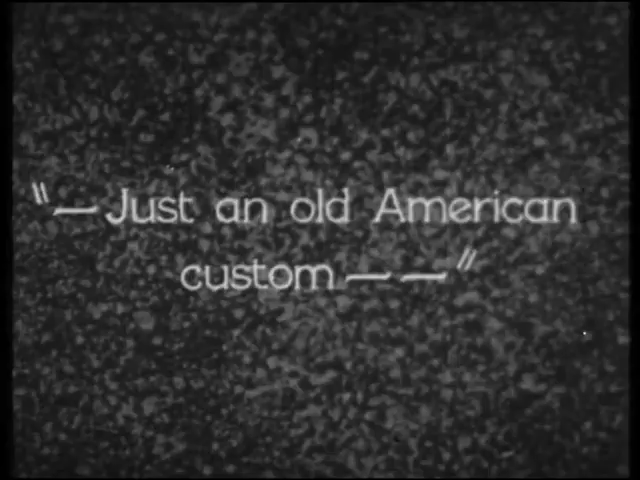 "—Just an old American
custom— —"